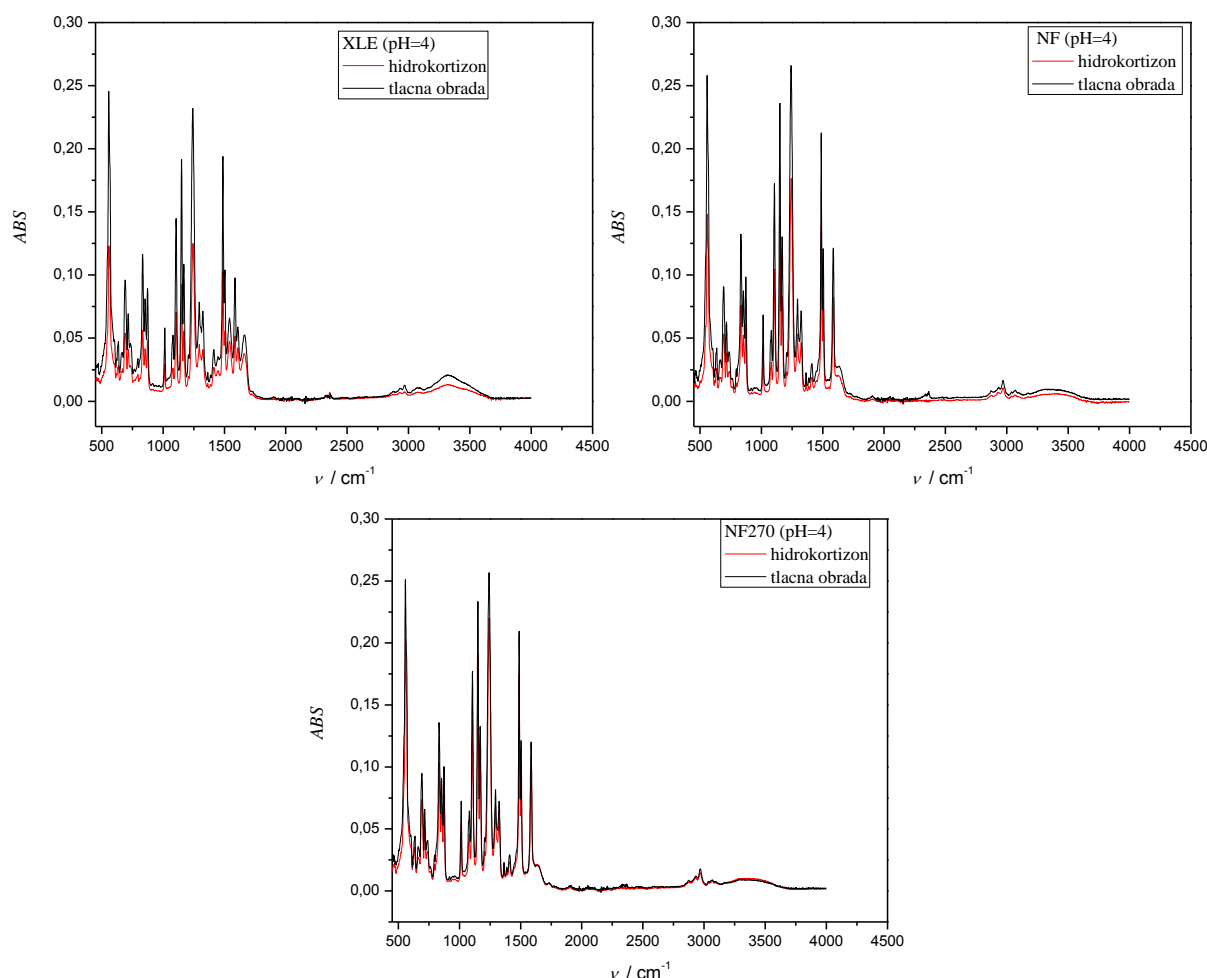 0,30
0,25
0,20
0,15
0,10
0,05
0,00
ABS
XLE (pH=4)
hidrokortizon
tlacna obrada
500 1000 1500 2000 2500 3000 3500 4000 4500
ν / cm⁻¹
0,30
0,25
0,20
0,15
0,10
0,05
0,00
ABS
NF (pH=4)
hidrokortizon
tlacna obrada
500 1000 1500 2000 2500 3000 3500 4000 4500
ν / cm⁻¹
0,30
0,25
0,20
0,15
0,10
0,05
0,00
ABS
NF270 (pH=4)
hidrokortizon
tlacna obrada
500 1000 1500 2000 2500 3000 3500 4000 4500
ν / cm⁻¹